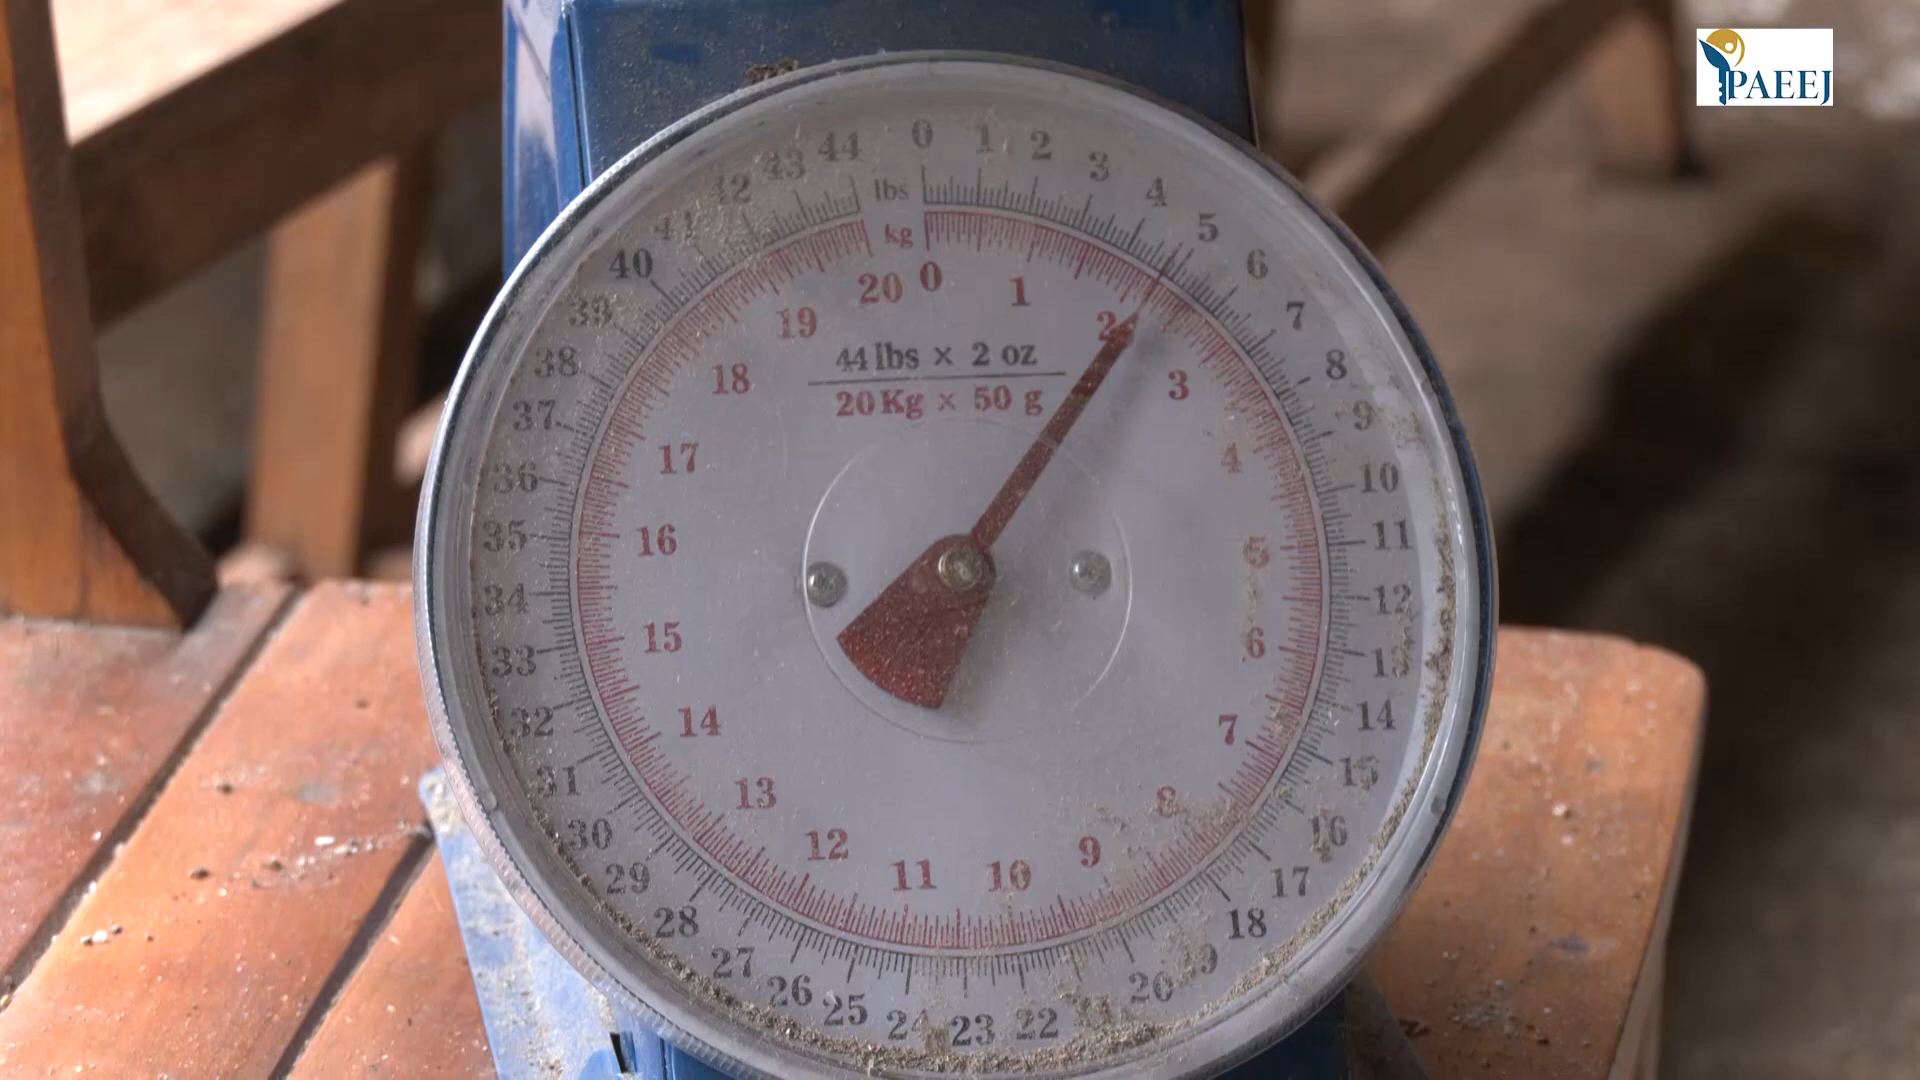 PAEEJ
44 0 1 2 3 4 5 6 7 8 9 10 11 12 13 14 15 16 17 18 19 20 22 23 24 25 26 27 28 29 30 31 32 33 34 35 36 37 38 39 40 41 42 43
lbs
kg
0 1 2 3 4 5 6 7 8 9 10 11 12 13 14 15 16 17 18 19 20
44 lbs × 2 oz
20 Kg × 50 g